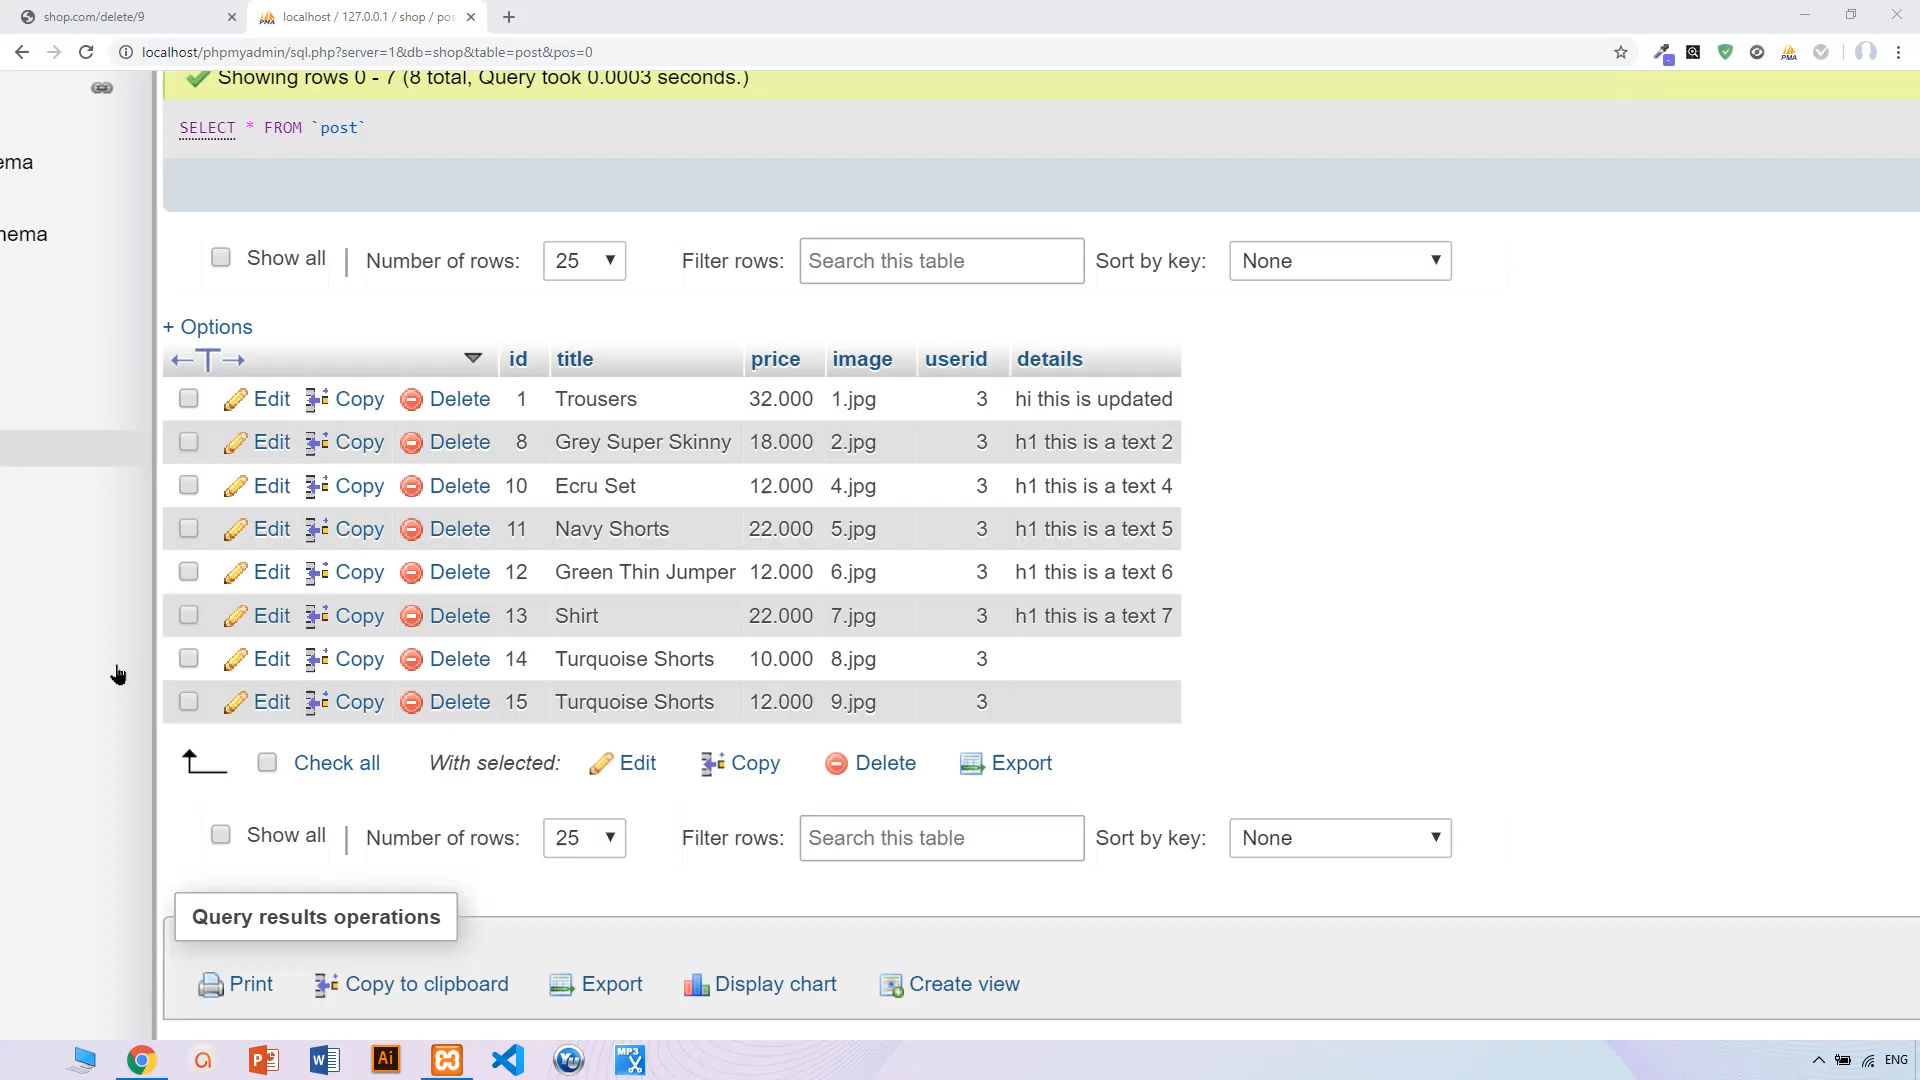 shop.com/delete/9
localhost / 127.0.0.1 / shop / pos
localhost/phpmyadmin/sql.php?server=1&db=shop&table=post&pos=0
PMA
Showing rows 0 - 7 (8 total, Query took 0.0003 seconds.)
SELECT * FROM `post`
ema
nema
Show all Number of rows: 25 Filter rows: Search this table Sort by key: None
+ Options
id title price image userid details
Edit Copy Delete 1 Trousers 32.000 1.jpg 3 hi this is updated
Edit Copy Delete 8 Grey Super Skinny 18.000 2.jpg 3 h1 this is a text 2
Edit Copy Delete 10 Ecru Set 12.000 4.jpg 3 h1 this is a text 4
Edit Copy Delete 11 Navy Shorts 22.000 5.jpg 3 h1 this is a text 5
Edit Copy Delete 12 Green Thin Jumper 12.000 6.jpg 3 h1 this is a text 6
Edit Copy Delete 13 Shirt 22.000 7.jpg 3 h1 this is a text 7
Edit Copy Delete 14 Turquoise Shorts 10.000 8.jpg 3
Edit Copy Delete 15 Turquoise Shorts 12.000 9.jpg 3
Check all With selected: Edit Copy Delete Export
Show all Number of rows: 25 Filter rows: Search this table Sort by key: None
Query results operations
Print Copy to clipboard Export Display chart Create view
Ai MP3 ENG